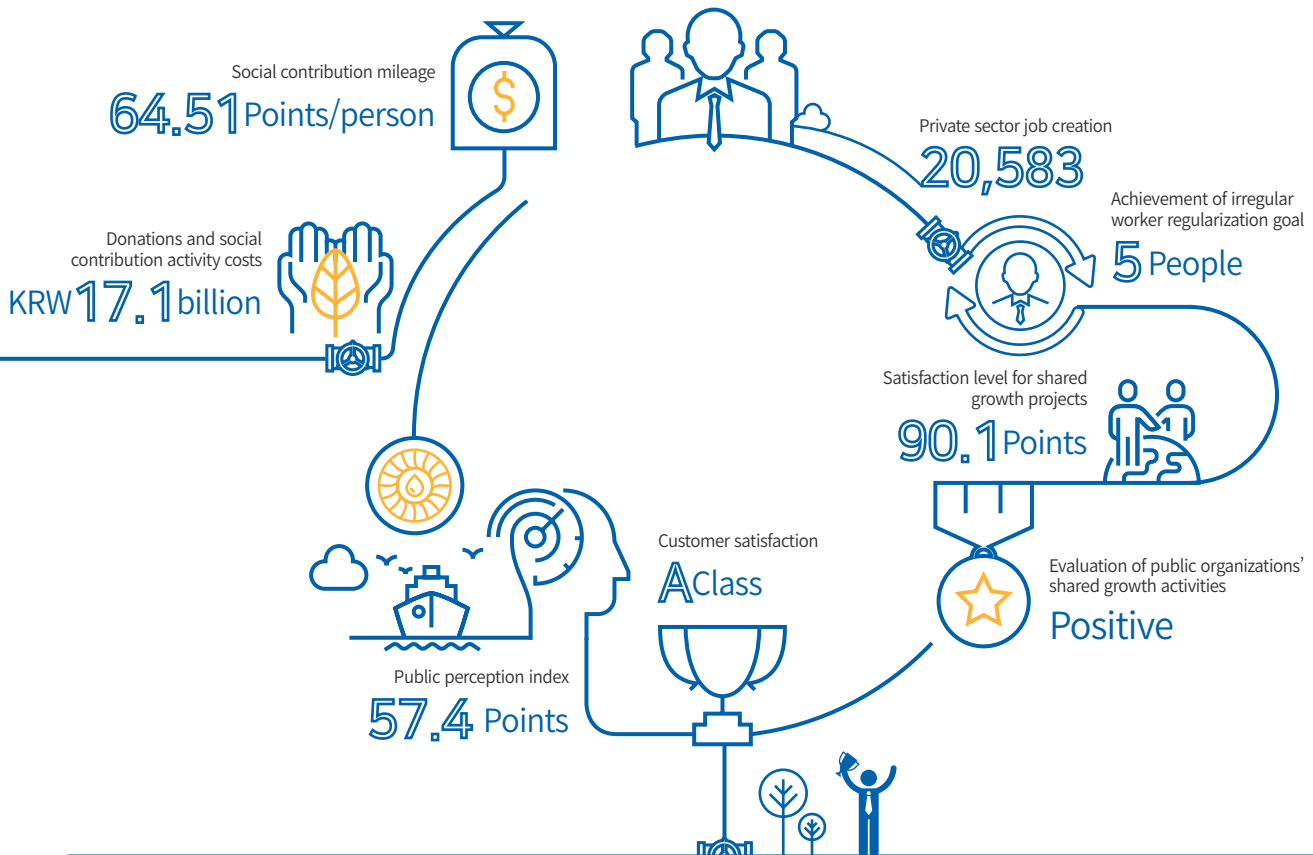 Social contribution mileage
64.51 Points/person
Donations and social
contribution activity costs
KRW 17.1 billion
Private sector job creation
20,583
Achievement of irregular
worker regularization goal
5 People
Satisfaction level for shared
growth projects
90.1 Points
Evaluation of public organizations'
shared growth activities
Positive
Customer satisfaction
A Class
Public perception index
57.4 Points